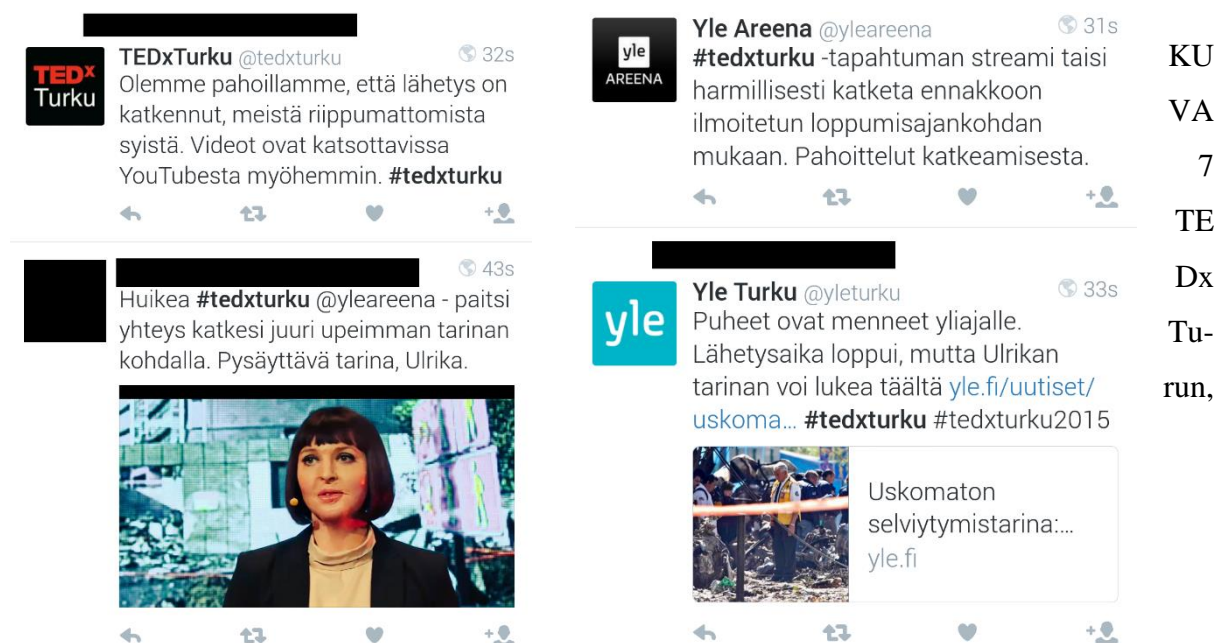 TEDxTurku @tedxturku 32s
TEDx
Turku
Olemme pahoillamme, että lähetys on
katkennut, meistä riippumattomista
syistä. Videot ovat katsottavissa
YouTubesta myöhemmin. #tedxturku
43s
Huikea #tedxturku @yleareena - paitsi
yhteys katkesi juuri upeimman tarinan
kohdalla. Pysäyttävä tarina, Ulrika.
Yle Areena @yleareena 31s
yle
AREENA
#tedxturku -tapahtuman streami taisi
harmillisesti katketa ennakkoon
ilmoitetun loppumisajankohdan
mukaan. Pahoittelut katkeamisesta.
Yle Turku @yleturku 33s
yle
Puheet ovat menneet yliajalle.
Lähetysaika loppui, mutta Ulrikan
tarinan voi lukea täältä yle.fi/uutiset/
uskoma... #tedxturku #tedxturku2015
Uskomaton
selviytymistarina:...
yle.fi
KU
VA
7
TE
Dx
Tu-
run,